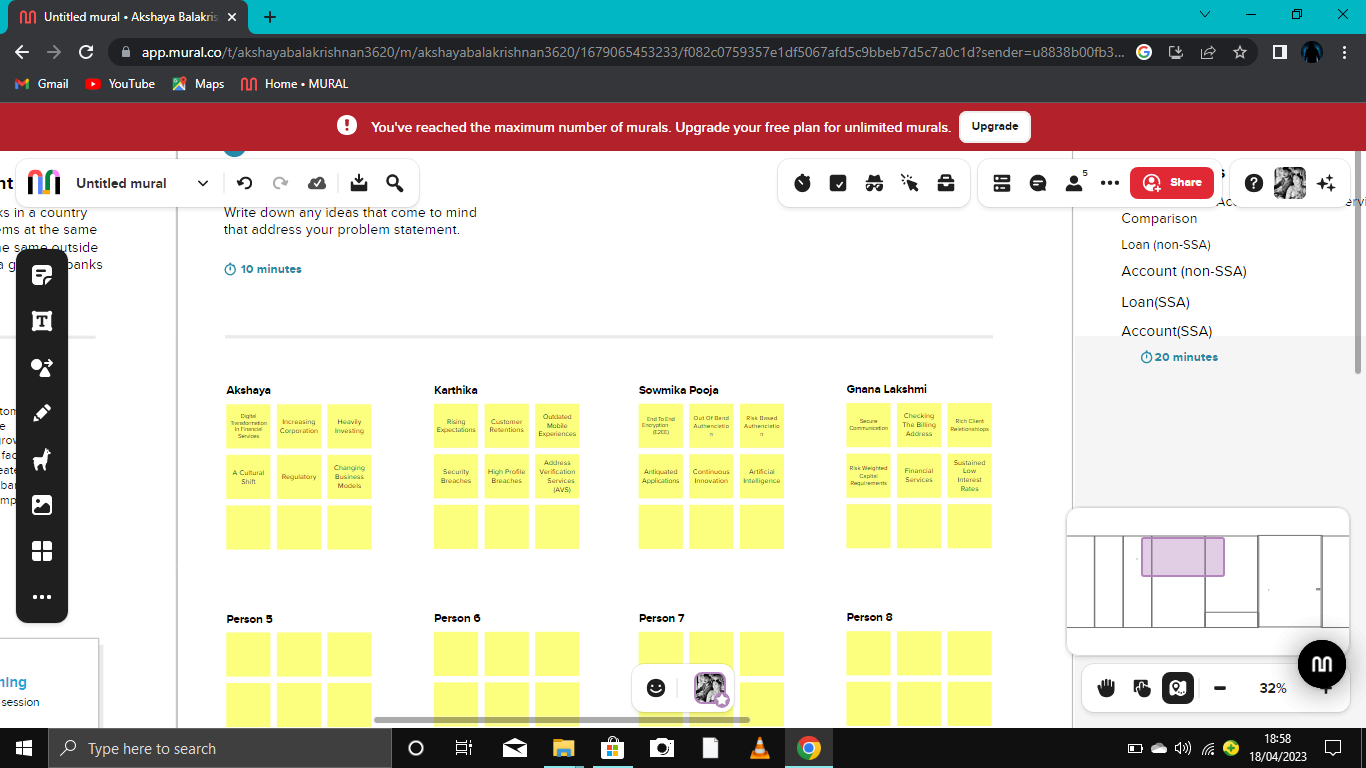 Untitled mural • Akshaya Balakris
app.mural.co/t/akshayabalakrishnan3620/m/akshayabalakrishnan3620/1679065453233/f082c0759357e1df5067afd5c9bbeb7d5c7a0c1d?sender=u8838b00fb3...
Gmail
YouTube
Maps
Home • MURAL
You've reached the maximum number of murals. Upgrade your free plan for unlimited murals.
Upgrade
Untitled mural
5
Share
Write down any ideas that come to mind
that address your problem statement.
10 minutes
ks in a country
ems at the same
e same outside
banks
Comparison
Loan (non-SSA)
Account (non-SSA)
Loan(SSA)
Account(SSA)
20 minutes
Akshaya
Digital
Transformation
In Financial
Services
Increasing
Corporation
Heavily
Investing
A Cultural
Shift
Regulatory
Changing
Business
Models
Karthika
Rising
Expectations
Customer
Retentions
Outdated
Mobile
Experiences
Security
Breaches
High Profile
Breaches
Address
Verification
Services
(AVS)
Sowmika Pooja
End To End
Encryption
(E2EE)
Out Of Band
Authenciatio
n
Risk Based
Authenciatio
n
Antiquated
Applications
Continuous
Innovation
Artificial
Intelligence
Gnana Lakshmi
Secure
Communication
Checking
The Billing
Address
Rich Client
Relationships
Risk Weighted
Capital
Requirements
Financial
Services
Sustained
Low
Interest
Rates
Person 5
Person 6
Person 7
Person 8
ning
session
32%
Type here to search
18:58
18/04/2023